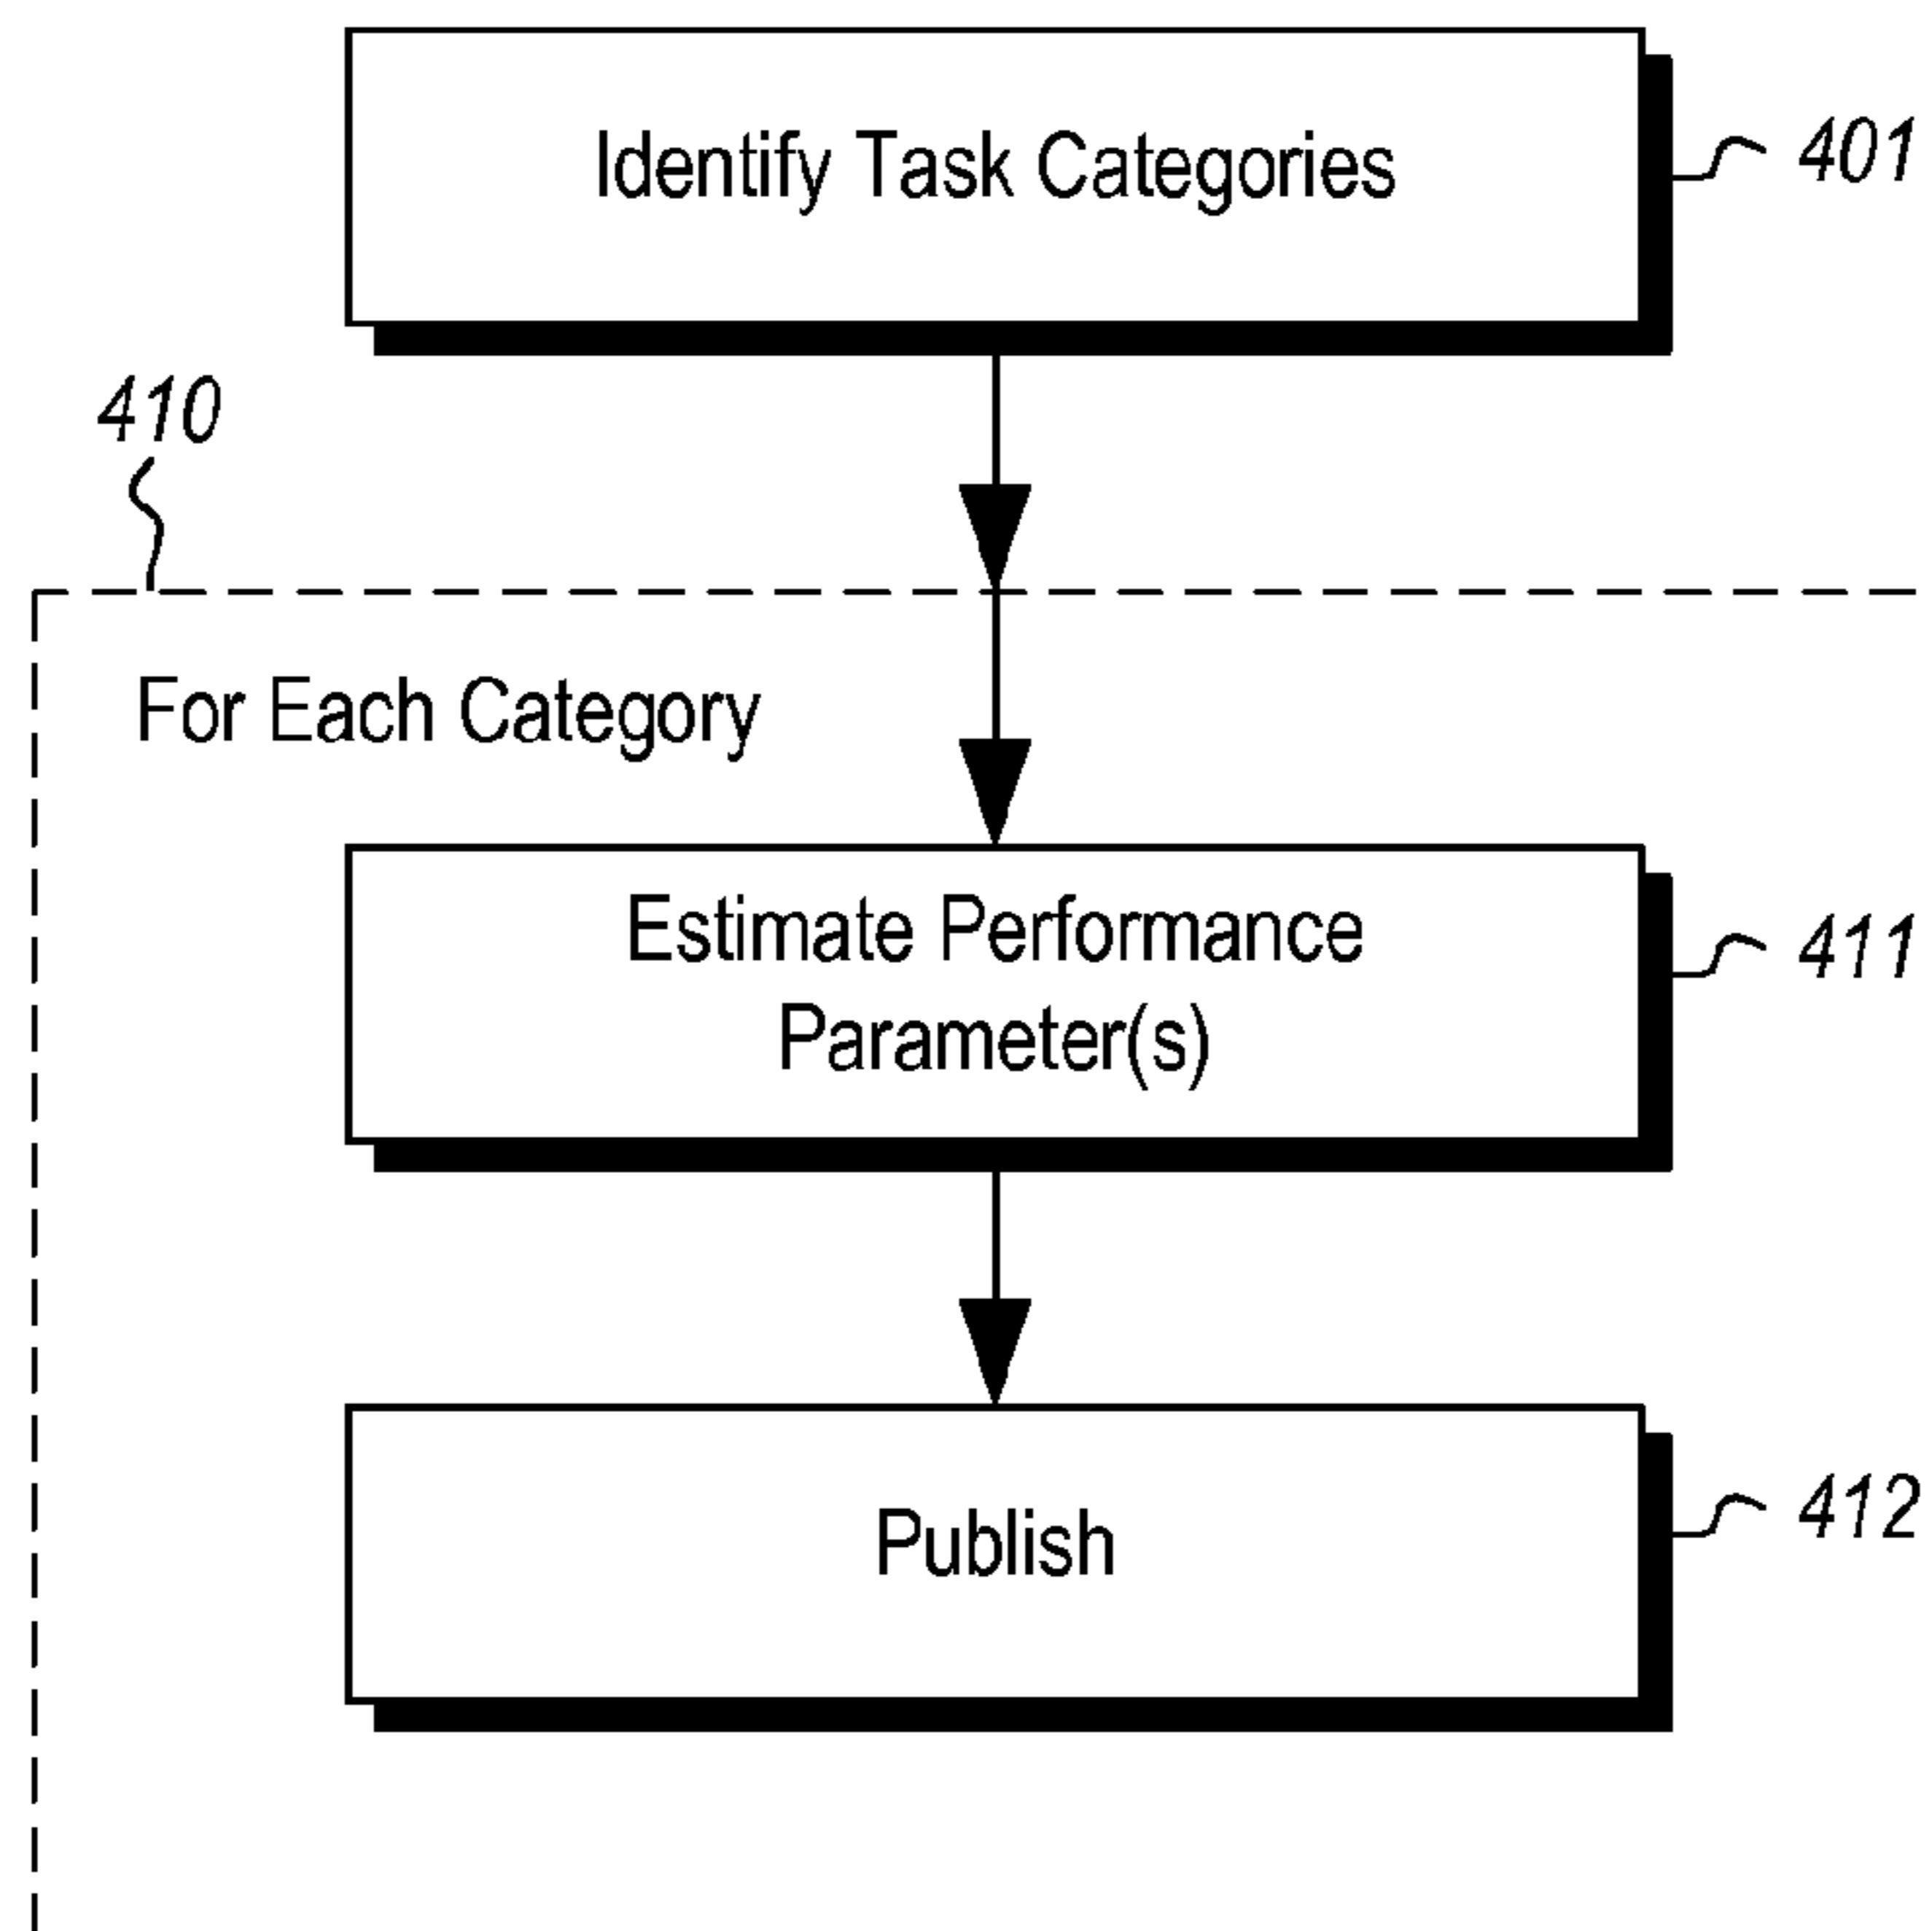 Identify Task Categories
401
410
For Each Category
Estimate Performance
Parameter(s)
411
Publish
412